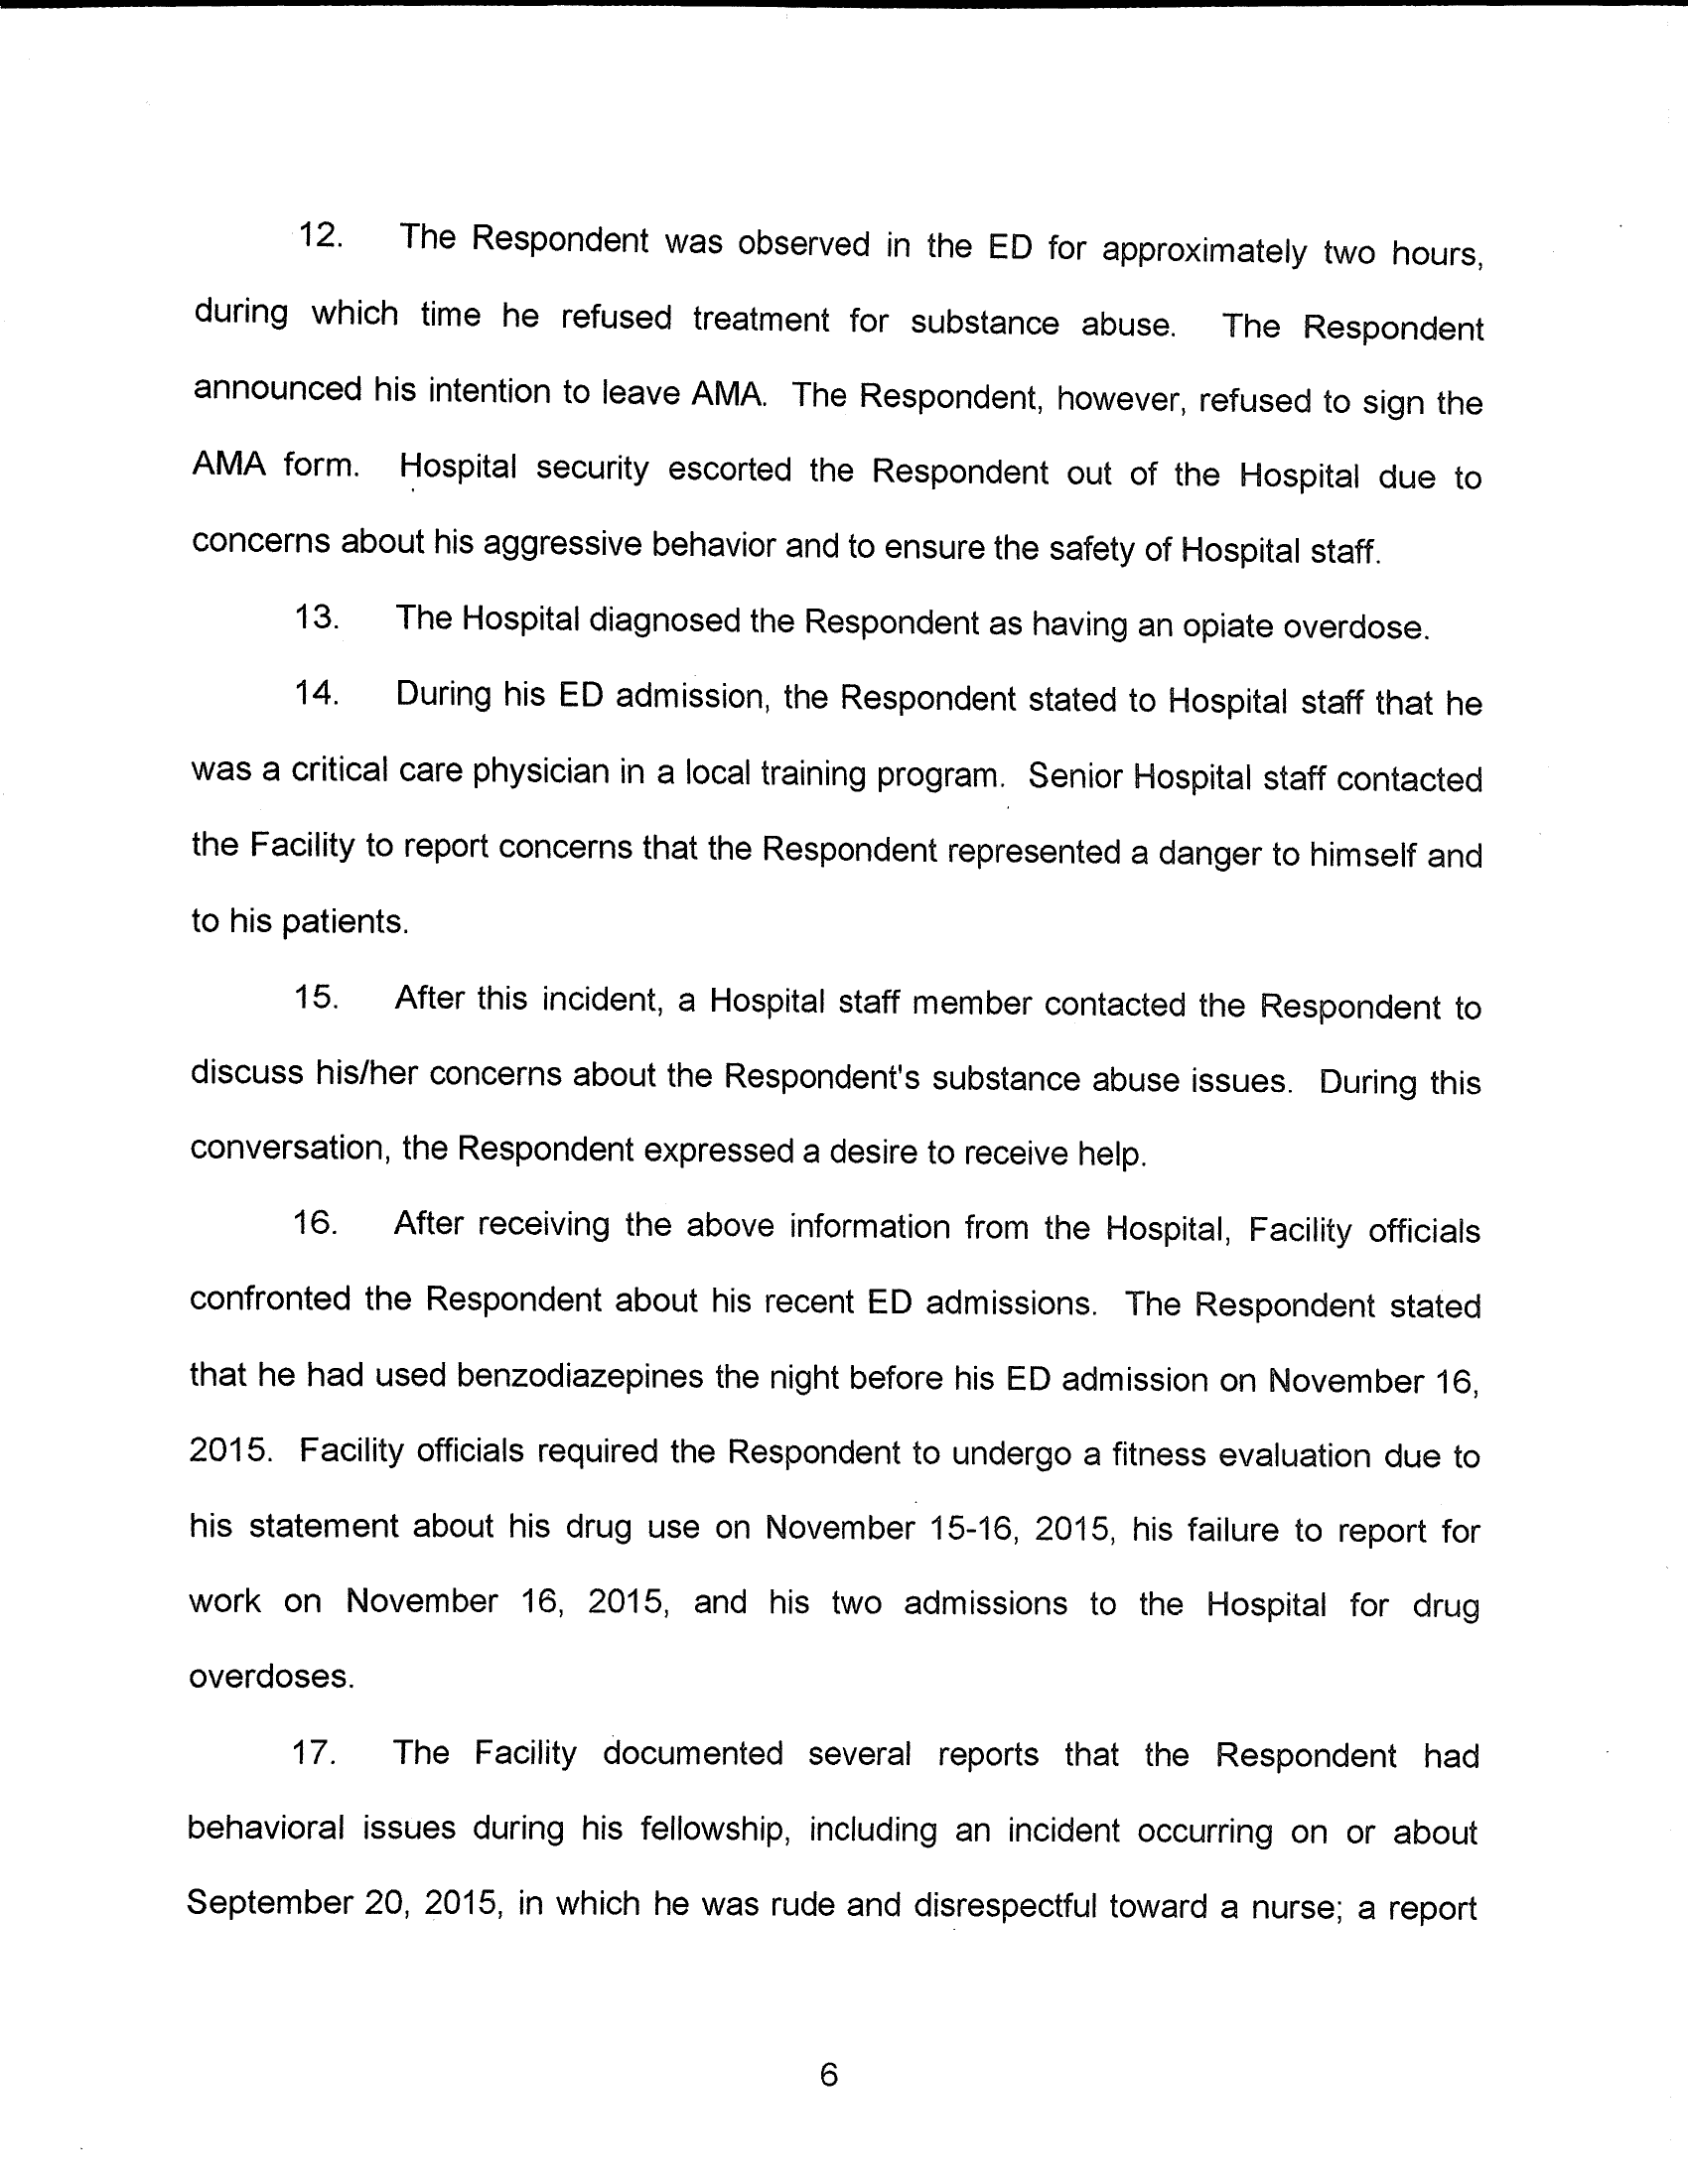 12. The Respondent was observed in the ED for approximately two hours,
during which time he refused treatment for substance abuse. The Respondent
announced his intention to leave AMA. The Respondent, however, refused to sign the
AMA form. Hospital security escorted the Respondent out of the Hospital due to
concerns about his aggressive behavior and to ensure the safety of Hospital staff.
13. The Hospital diagnosed the Respondent as having an opiate overdose.
14. During his ED admission, the Respondent stated to Hospital staff that he
was a critical care physician in a local training program. Senior Hospital staff contacted
the Facility to report concerns that the Respondent represented a danger to himself and
to his patients.
15. After this incident, a Hospital staff member contacted the Respondent to
discuss his/her concerns about the Respondent's substance abuse issues. During this
conversation, the Respondent expressed a desire to receive help.
16. After receiving the above information from the Hospital, Facility officials
confronted the Respondent about his recent ED admissions. The Respondent stated
that he had used benzodiazepines the night before his ED admission on November 16,
2015. Facility officials required the Respondent to undergo a fitness evaluation due to
his statement about his drug use on November 15-16, 2015, his failure to report for
work on November 16, 2015, and his two admissions to the Hospital for drug
overdoses.
17. The Facility documented several reports that the Respondent had
behavioral issues during his fellowship, including an incident occurring on or about
September 20, 2015, in which he was rude and disrespectful toward a nurse; a report
6